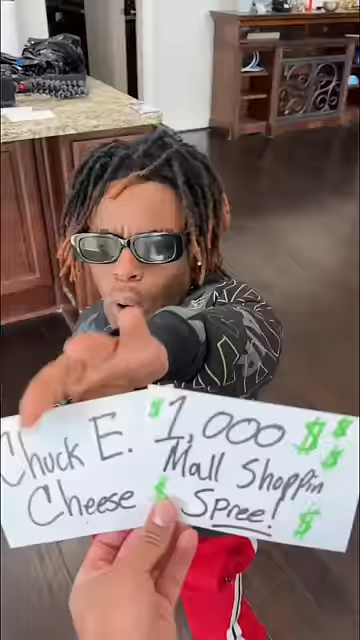 Chuck E.
Cheese
$ 1,000 $ $
$
Mall Shoppin
$ Spree! $